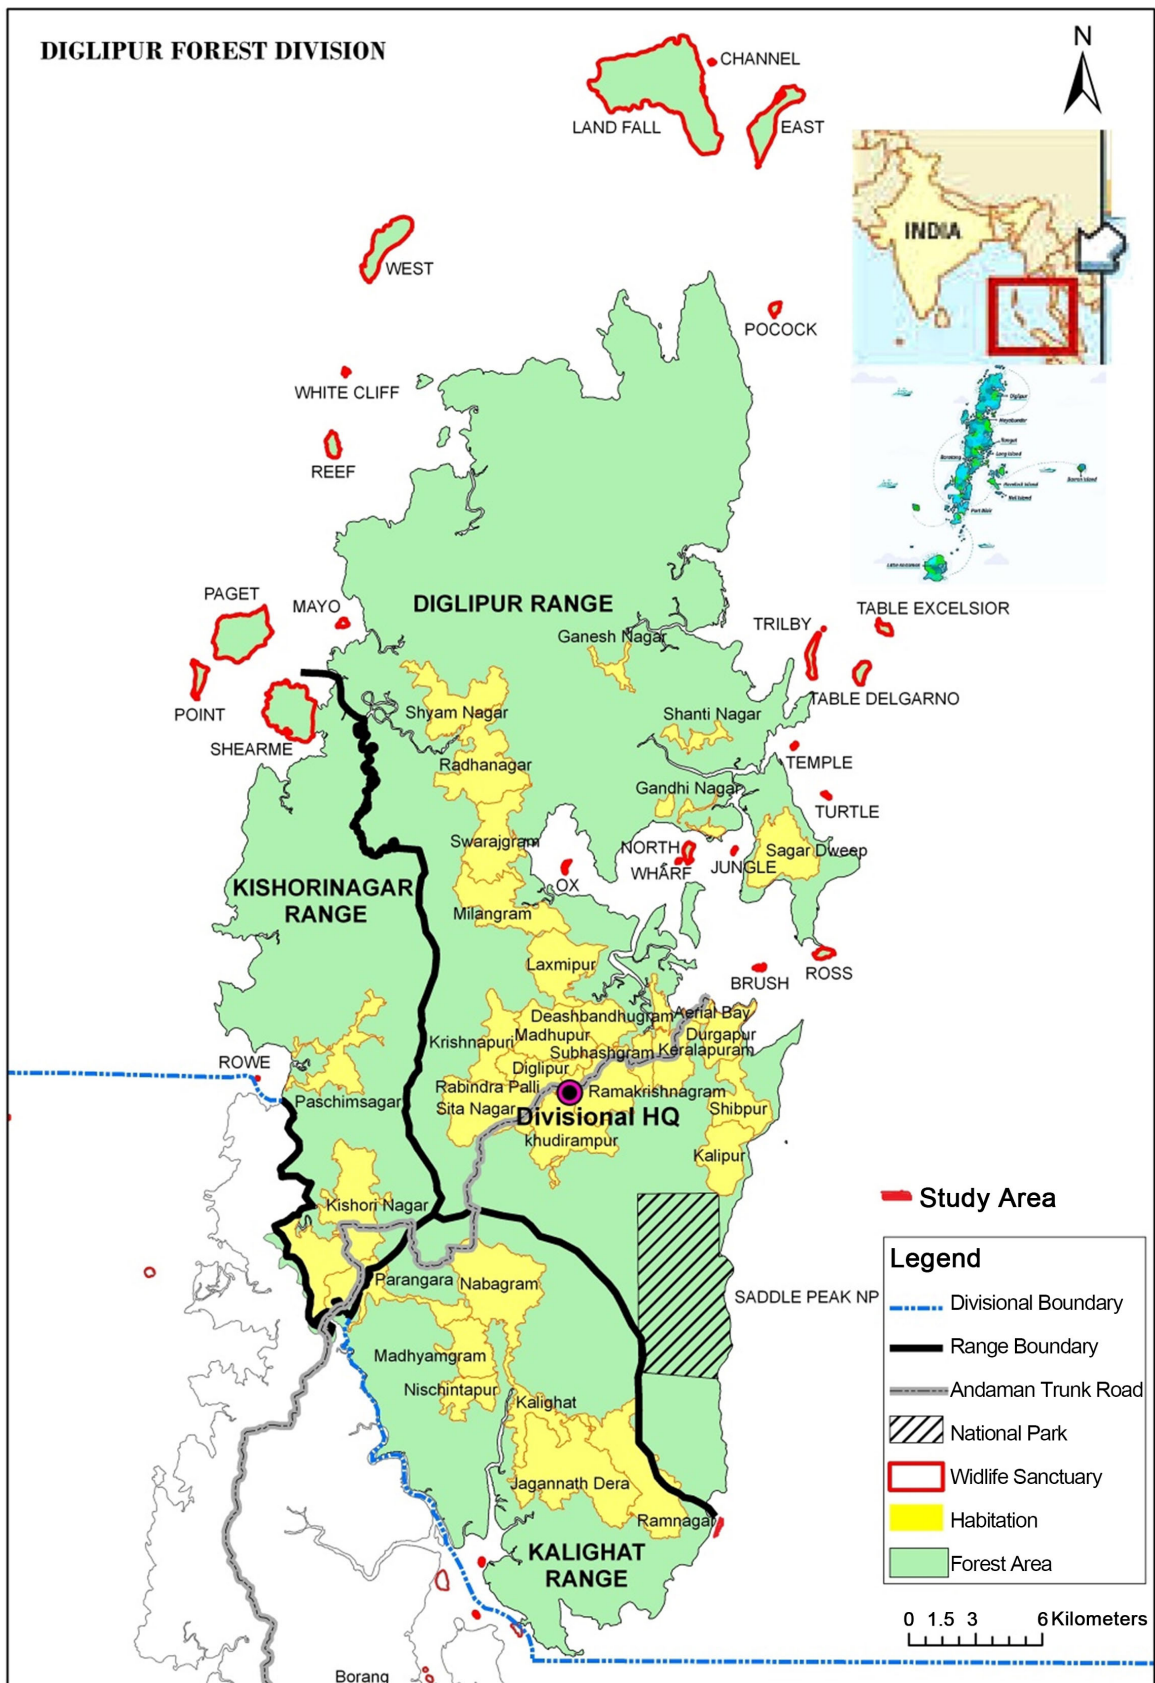 DIGLIPUR FOREST DIVISION
N
CHANNEL
LAND FALL
EAST
WEST
INDIA
POCOCK
WHITE CLIFF
REEF
Diglipur
Port Blair
PAGET
MAYO
DIGLIPUR RANGE
TABLE EXCELSIOR
TRILBY
Ganesh Nagar
POINT
TABLE DELGARNO
Shyam Nagar
Shanti Nagar
SHEARME
Radhanagar
TEMPLE
Gandhi Nagar
TURTLE
Swarajgram
NORTH
WHARF
JUNGLE
Sagar Dweep
KISHORINAGAR
RANGE
OX
Milangram
Laxmipur
BRUSH
ROSS
Deashbandhugram
Aerial Bay
Krishnapuri
Madhupur
Durgapur
Subhashgram
Keralapuram
ROWE
Diglipur
Rabindra Palli
Ramakrishnagram
Paschimsagar
Sita Nagar
Divisional HQ
Shibpur
khudirampur
Kalipur
Kishori Nagar
Study Area
Legend
Parangara
Nabagram
SADDLE PEAK NP
Divisional Boundary
Range Boundary
Madhyamgram
Nischintapur
Andaman Trunk Road
Kalighat
National Park
Jagannath Dera
Widlife Sanctuary
Ramnagar
Habitation
KALIGHAT
RANGE
Forest Area
0 1.5 3 6 Kilometers
Borang